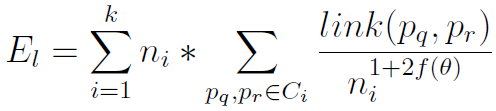 $E_l = \sum_{i=1}^{k} n_i * \sum_{p_q, p_r \in C_i} \frac{link(p_q, p_r)}{n_i^{1+2f(\theta)}}$